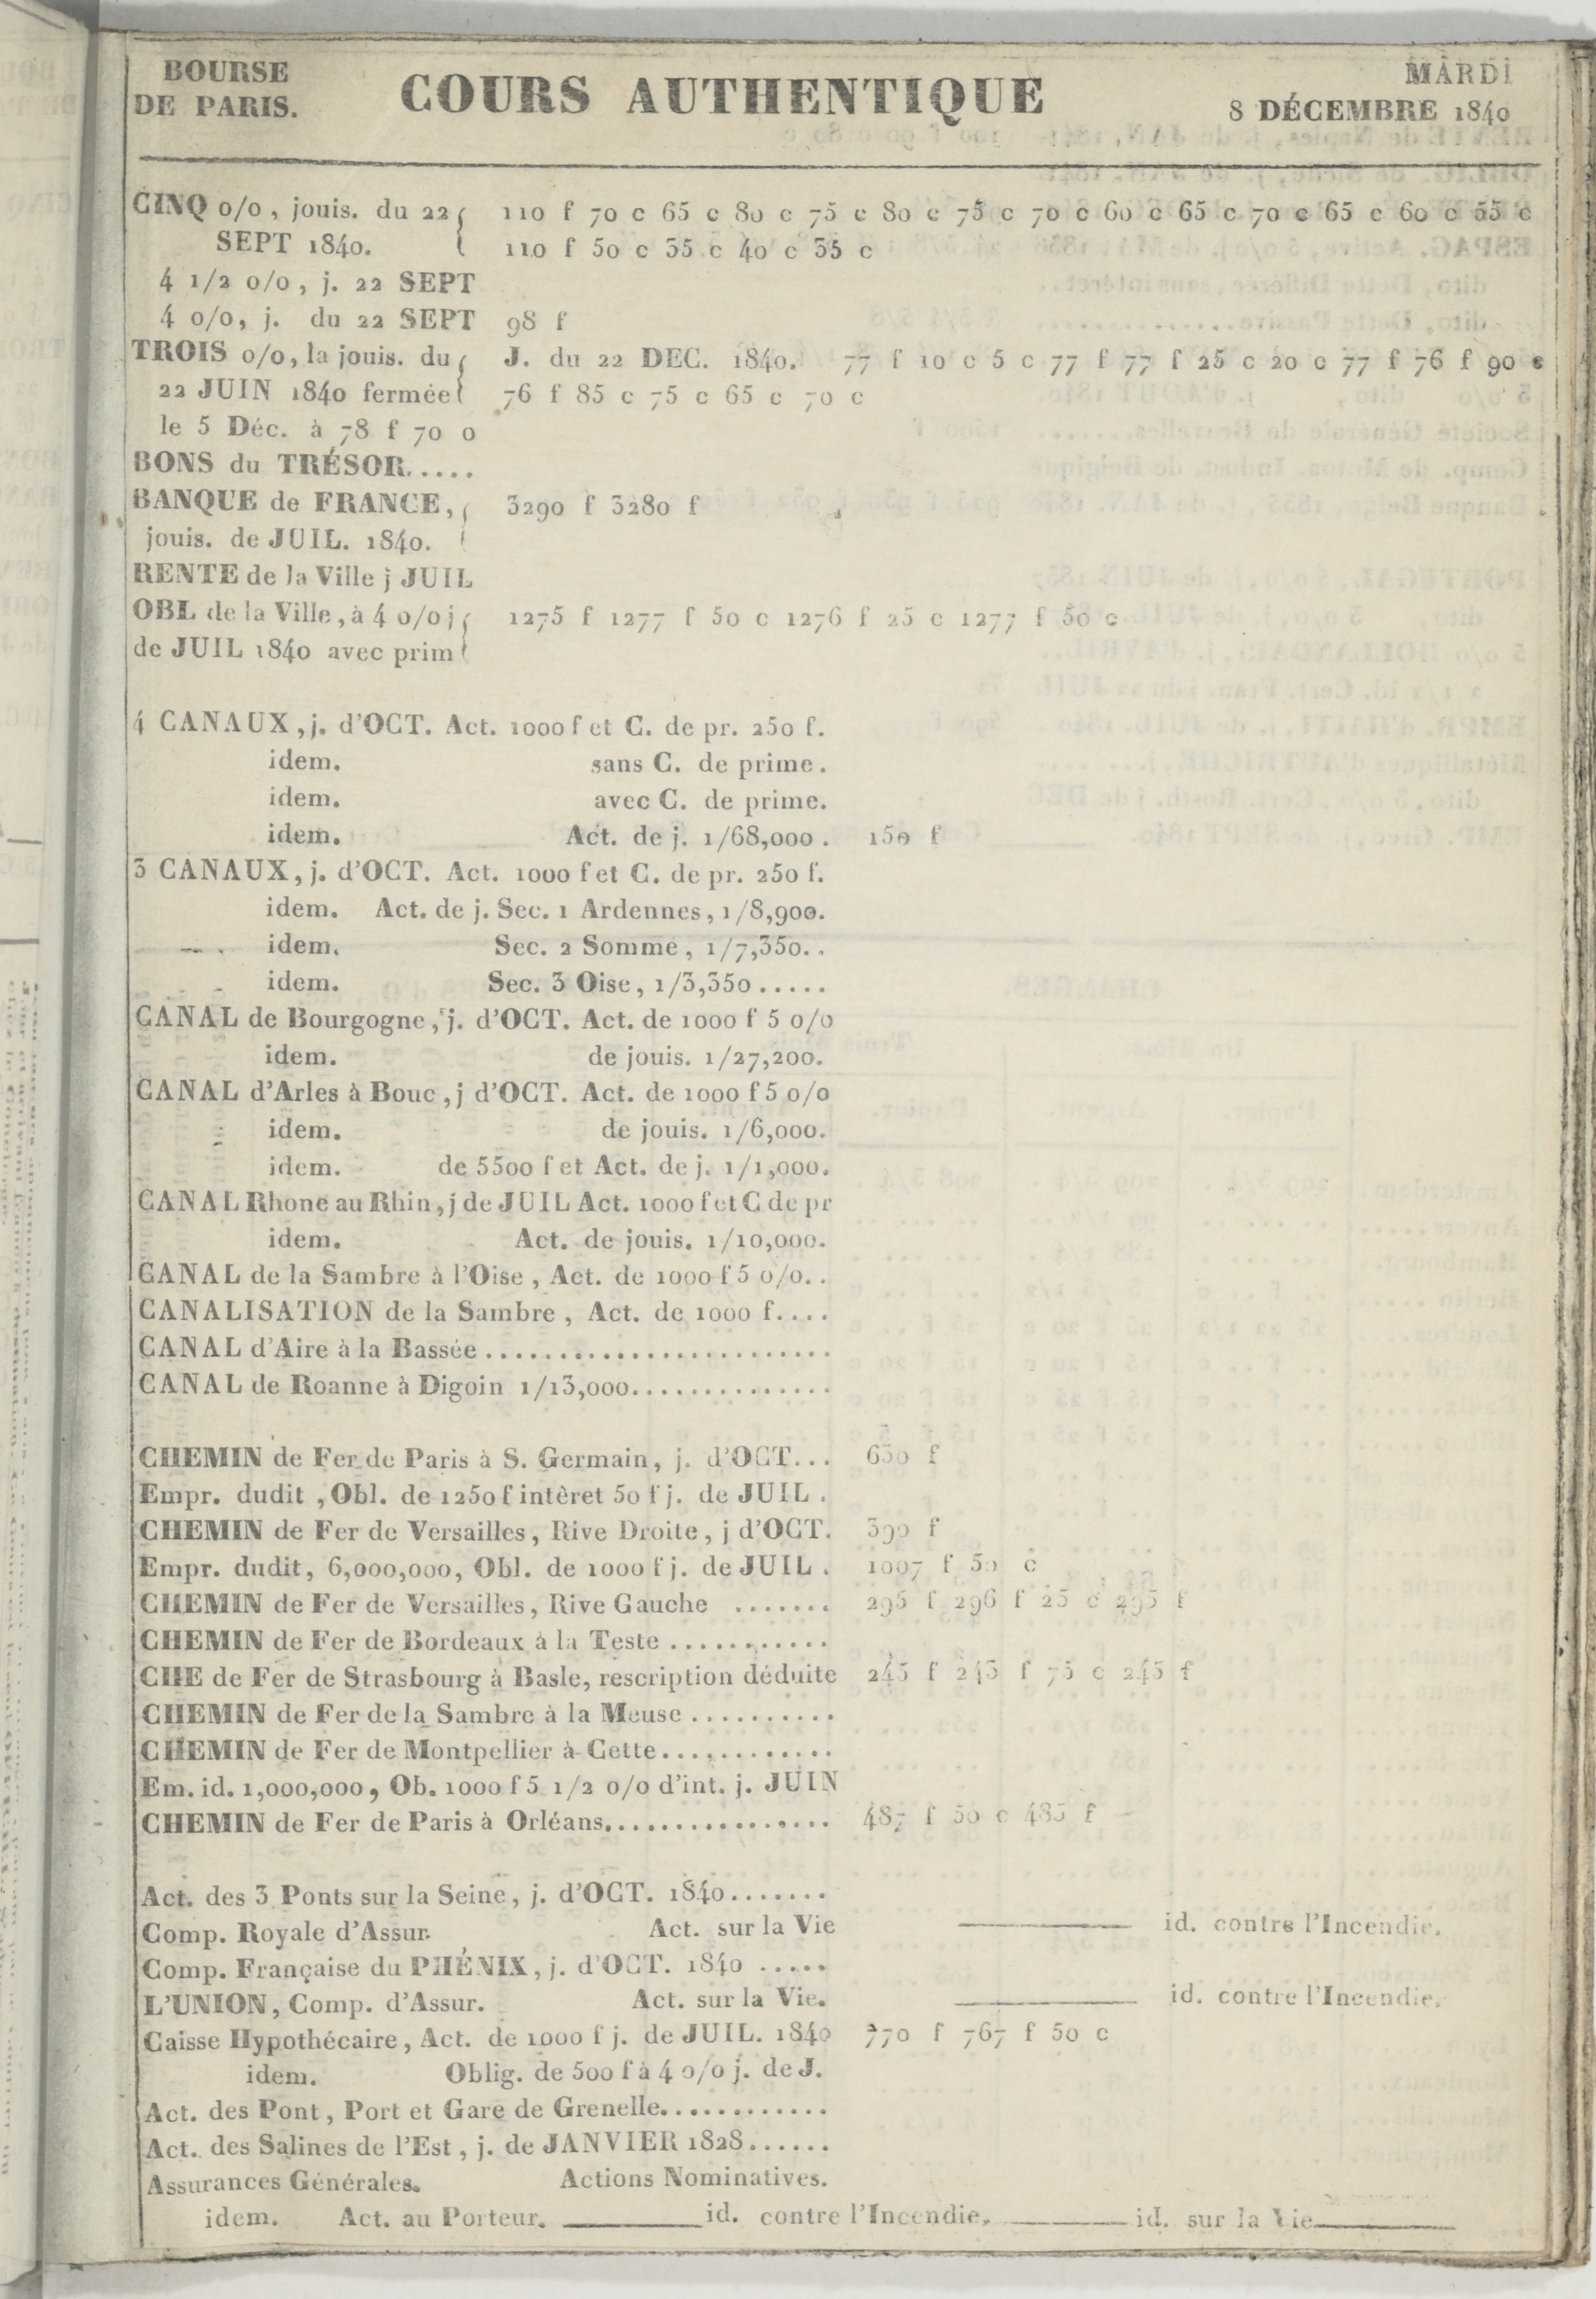 BOURSE
DE PARIS.
COURS AUTHENTIQUE
MARDI
8 DÉCEMBRE 1840
CINQ o/o, jouis. du 22 110 f 70 c 65 c 80 c 75 c 80 c 75 c 70 c 60 c 65 c 70 c 65 c 60 c 55 c
SEPT 1840. 110 f 50 c 35 c 40 c 35 c
4 1/2 o/o, j. 22 SEPT
4 o/o, j. du 22 SEPT 98 f
TROIS o/o, la jouis. du J. du 22 DEC. 1840. 77 f 10 c 5 c 77 f 77 f 25 c 20 c 77 f 76 f 90 c
22 JUIN 1840 fermée 76 f 85 c 75 c 65 c 70 c
le 5 Déc. à 78 f 70 o
BONS du TRÉSOR.....
BANQUE de FRANCE, 3290 f 3280 f
jouis. de JUIL. 1840.
RENTE de la Ville j JUIL
OBL de la Ville, à 4 o/o j 1275 f 1277 f 50 c 1276 f 25 c 1277 f 50 c
de JUIL 1840 avec prim
4 CANAUX, j. d'OCT. Act. 1000 f et C. de pr. 250 f.
idem. sans C. de prime.
idem. avec C. de prime.
idem. Act. de j. 1/68,000. 150 f
3 CANAUX, j. d'OCT. Act. 1000 f et C. de pr. 250 f.
idem. Act. de j. Sec. 1 Ardennes, 1/8,900.
idem. Sec. 2 Somme, 1/7,350..
idem. Sec. 3 Oise, 1/3,350.....
CANAL de Bourgogne, j. d'OCT. Act. de 1000 f 5 o/o
idem. de jouis. 1/27,200.
CANAL d'Arles à Bouc, j d'OCT. Act. de 1000 f 5 o/o
idem. de jouis. 1/6,000.
idem. de 5500 f et Act. de j. 1/1,000.
CANAL Rhone au Rhin, j de JUIL Act. 1000 f et C de pr
idem. Act. de jouis. 1/10,000.
CANAL de la Sambre à l'Oise, Act. de 1000 f 5 o/o..
CANALISATION de la Sambre, Act. de 1000 f....
CANAL d'Aire à la Bassée........................
CANAL de Roanne à Digoin 1/13,000..............
CHEMIN de Fer de Paris à S. Germain, j. d'OCT... 650 f
Empr. dudit, Obl. de 1250 f intêret 50 f j. de JUIL.
CHEMIN de Fer de Versailles, Rive Droite, j d'OCT. 390 f
Empr. dudit, 6,000,000, Obl. de 1000 f j. de JUIL. 1007 f 50 c
CHEMIN de Fer de Versailles, Rive Gauche ....... 295 f 296 f 25 c 295 f
CHEMIN de Fer de Bordeaux à la Teste ...........
CHE de Fer de Strasbourg à Basle, rescription déduite 245 f 245 f 75 c 245 f
CHEMIN de Fer de la Sambre à la Meuse ..........
CHEMIN de Fer de Montpellier à Cette............
Em. id. 1,000,000, Ob. 1000 f 5 1/2 o/o d'int. j. JUIN
CHEMIN de Fer de Paris à Orléans................ 487 f 50 c 485 f
Act. des 3 Ponts sur la Seine, j. d'OCT. 1840.......
Comp. Royale d'Assur. Act. sur la Vie id. contre l'Incendie.
Comp. Française du PHÉNIX, j. d'OCT. 1840 .....
L'UNION, Comp. d'Assur. Act. sur la Vie. id. contre l'Incendie.
Caisse Hypothécaire, Act. de 1000 f j. de JUIL. 1840 770 f 767 f 50 c
idem. Oblig. de 500 f à 4 o/o j. de J.
Act. des Pont, Port et Gare de Grenelle............
Act. des Salines de l'Est, j. de JANVIER 1828......
Assurances Générales. Actions Nominatives.
idem. Act. au Porteur. id. contre l'Incendie. id. sur la Vie